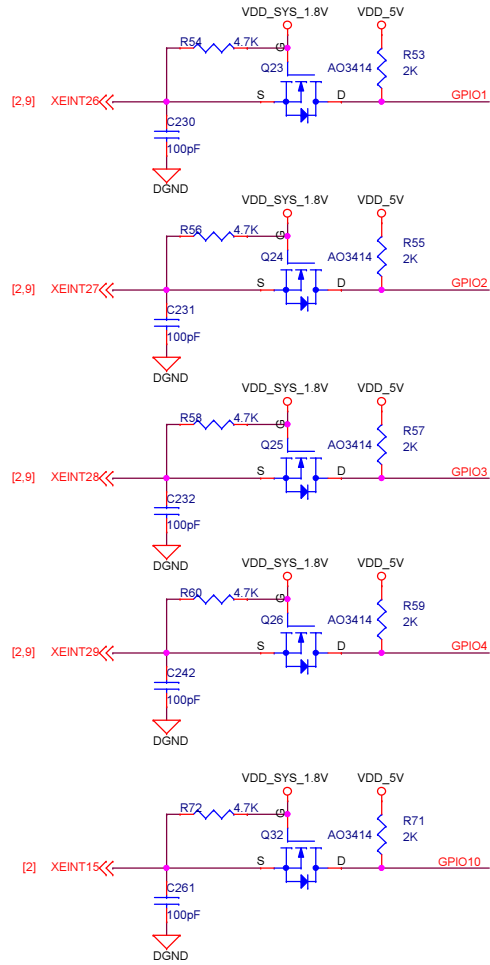 VDD_SYS_1.8V VDD_5V
R54 4.7K G R53
Q23 AO3414 2K
[2,9] XEINT26 S D GPIO1
C230
100pF
DGND
VDD_SYS_1.8V VDD_5V
R56 4.7K G R55
Q24 AO3414 2K
[2,9] XEINT27 S D GPIO2
C231
100pF
DGND
VDD_SYS_1.8V VDD_5V
R58 4.7K G R57
Q25 AO3414 2K
[2,9] XEINT28 S D GPIO3
C232
100pF
DGND
VDD_SYS_1.8V VDD_5V
R60 4.7K G R59
Q26 AO3414 2K
[2,9] XEINT29 S D GPIO4
C242
100pF
DGND
VDD_SYS_1.8V VDD_5V
R72 4.7K G R71
Q32 AO3414 2K
[2] XEINT15 S D GPIO10
C261
100pF
DGND